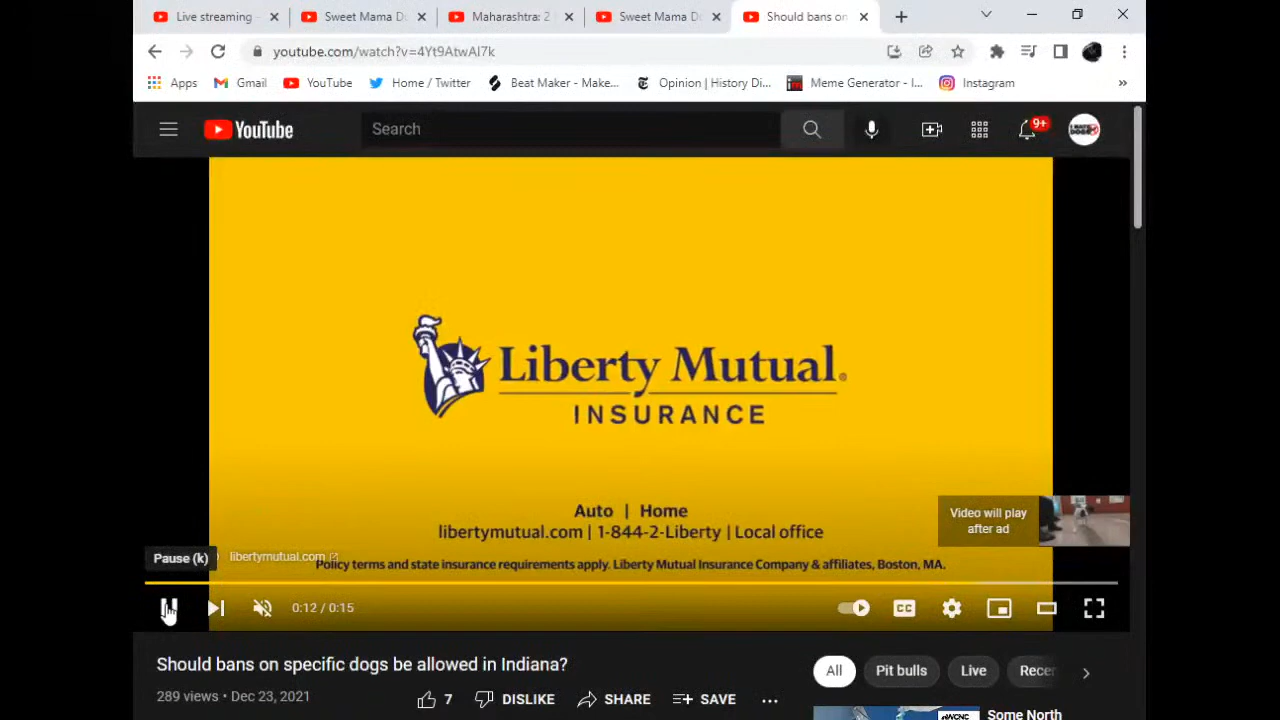 Live streaming
Sweet Mama D
Maharashtra: 2
Sweet Mama D
Should bans on
youtube.com/watch?v=4Yt9AtwAl7k
Apps
Gmail
YouTube
Home / Twitter
Beat Maker - Make...
Opinion | History Di...
Meme Generator - I...
Instagram
»
YouTube
Search
9+
Liberty Mutual®
INSURANCE
Auto | Home
libertymutual.com | 1-844-2-Liberty | Local office
Video will play
after ad
Pause (k)
libertymutual.com
Policy terms and state insurance requirements apply. Liberty Mutual Insurance Company & affiliates, Boston, MA.
0:12 / 0:15
CC
Should bans on specific dogs be allowed in Indiana?
289 views • Dec 23, 2021
7
DISLIKE
SHARE
SAVE
All
Pit bulls
Live
Recen
WCNC
Some North